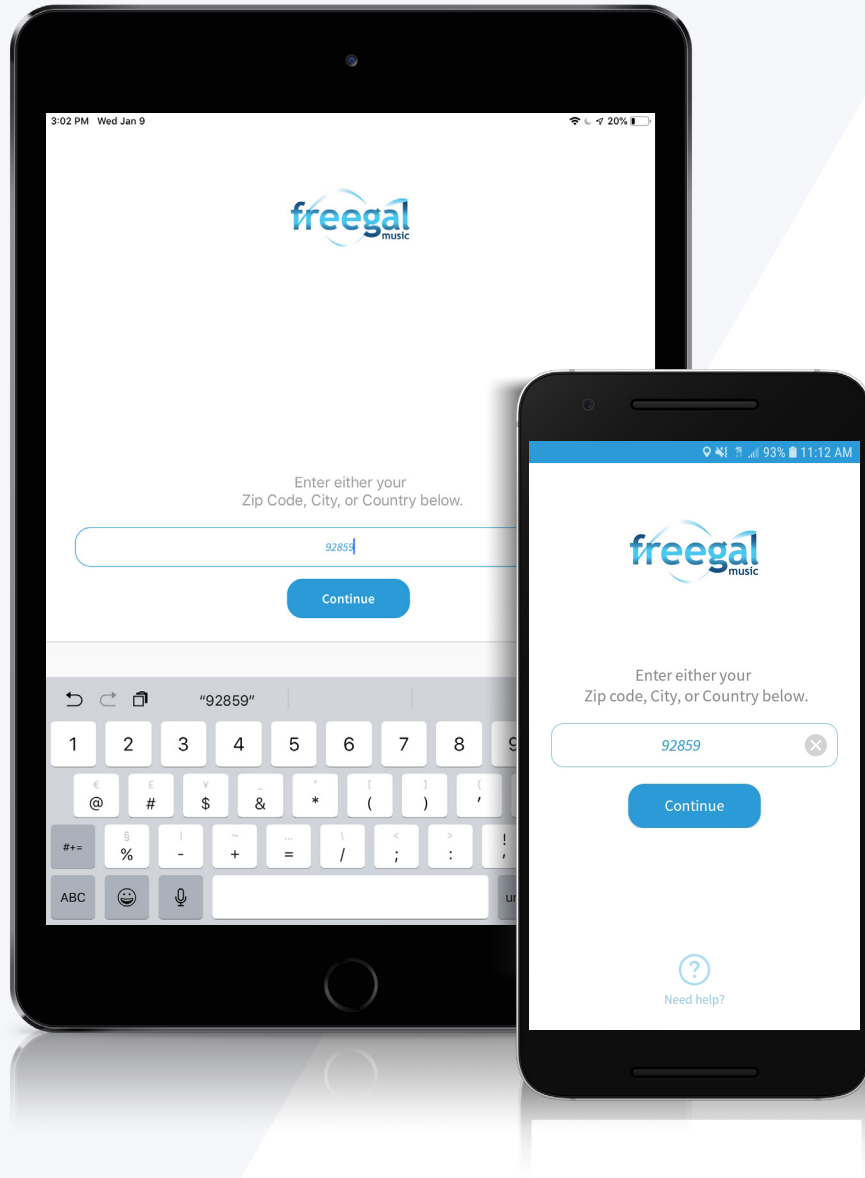 3:02 PM Wed Jan 9
20%
freegal
music
Enter either your
Zip Code, City, or Country below.
92859
Continue
"92859"
1 2 3 4 5 6 7 8 9
€ £ ¥ _ ^ [ ] {
@ # $ & * ( ) '
§ | ~ … \ < > !
#+= % - + = / ; : ,
ABC
93% 11:12 AM
freegal
music
Enter either your
Zip code, City, or Country below.
92859
Continue
?
Need help?